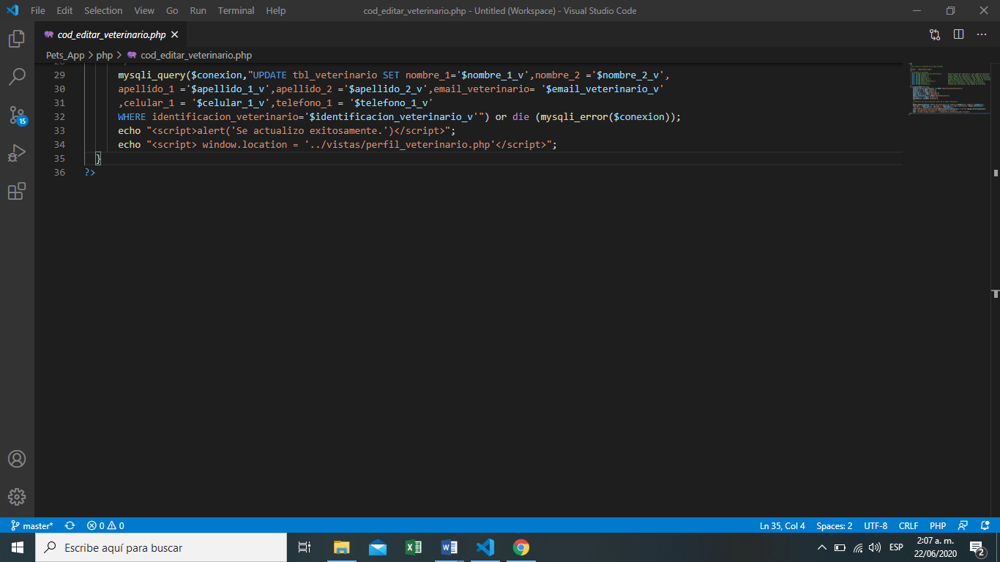 File Edit Selection View Go Run Terminal Help cod_editar_veterinario.php - Untitled (Workspace) - Visual Studio Code
cod_editar_veterinario.php
Pets_App > php > cod_editar_veterinario.php
29 mysqli_query($conexion,"UPDATE tbl_veterinario SET nombre_1='$nombre_1_v',nombre_2 ='$nombre_2_v',
30 apellido_1 ='$apellido_1_v',apellido_2 ='$apellido_2_v',email_veterinario= '$email_veterinario_v'
31 ,celular_1 = '$celular_1_v',telefono_1 = '$telefono_1_v'
32 WHERE identificacion_veterinario='$identificacion_veterinario_v'") or die (mysqli_error($conexion));
33 echo "<script>alert('Se actualizo exitosamente.')</script>";
34 echo "<script> window.location = '../vistas/perfil_veterinario.php'</script>";
35 }
36 ?>
15
master* 0 0 Ln 35, Col 4 Spaces: 2 UTF-8 CRLF PHP
Escribe aquí para buscar
ESP
2:07 a. m.
22/06/2020
2